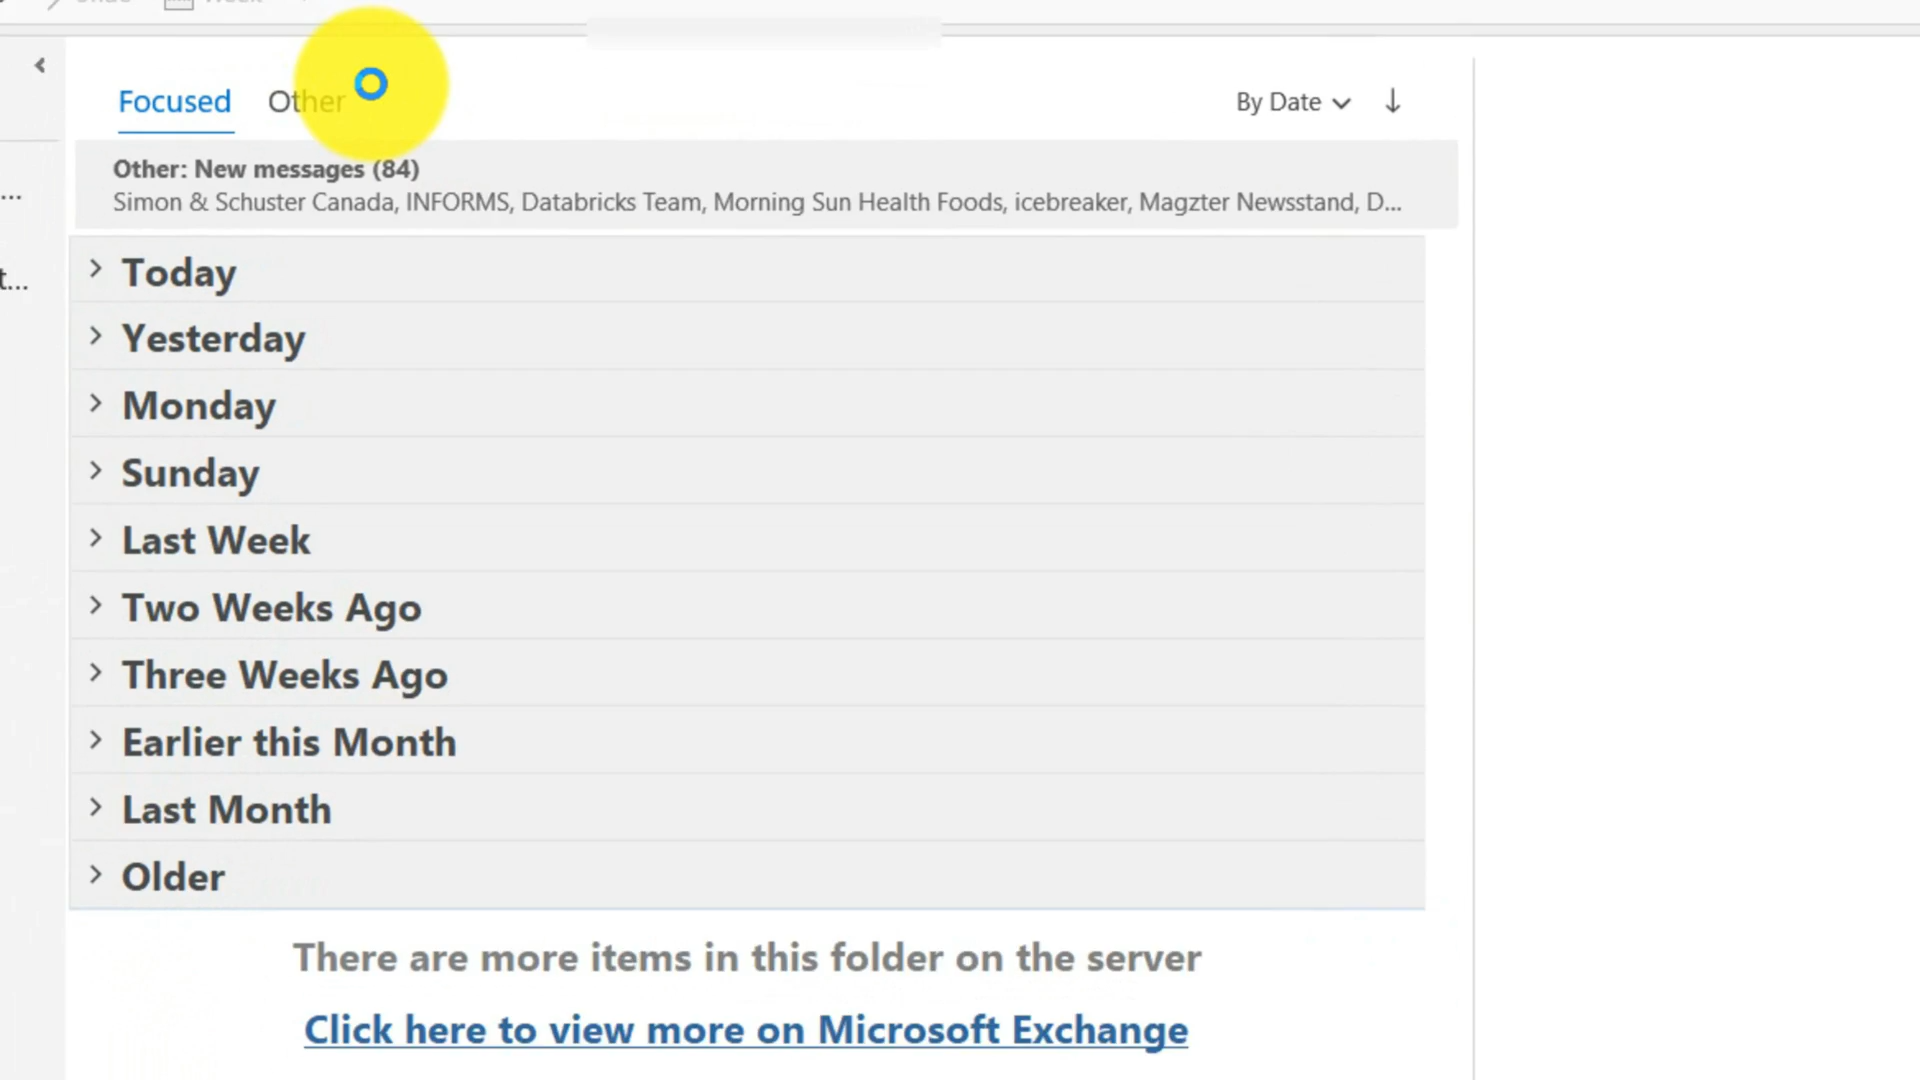 Focused Other By Date
Other: New messages (84)
Simon & Schuster Canada, INFORMS, Databricks Team, Morning Sun Health Foods, icebreaker, Magzter Newsstand, D...
...
Today
t...
Yesterday
Monday
Sunday
Last Week
Two Weeks Ago
Three Weeks Ago
Earlier this Month
Last Month
Older
There are more items in this folder on the server
Click here to view more on Microsoft Exchange